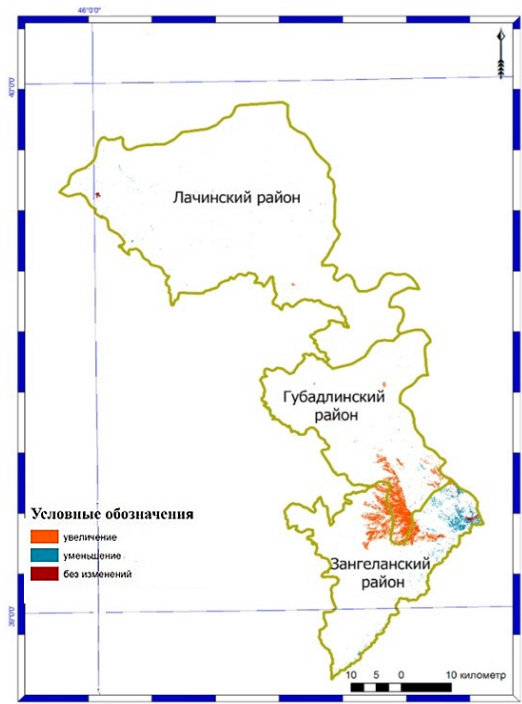 46°0'0"
40°0'0"
Лачинский район
Губадлинский
район
Условные обозначения
увеличение
уменьшение
без изменений
Зангеланский
район
39°0'0"
10 5 0 10 километр